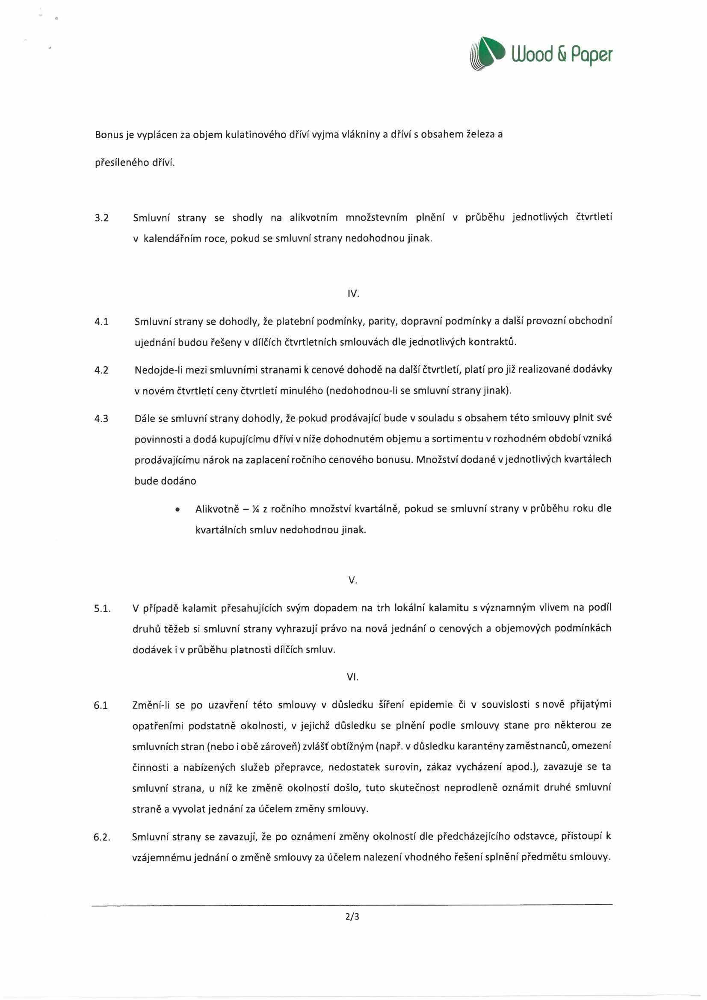 Wood & Paper
Bonus je vyplácen za objem kulatinového dříví vyjma vlákniny a dříví s obsahem železa a
přesíleného dříví.
3.2 Smluvní strany se shodly na alikvotním množstevním plnění v průběhu jednotlivých čtvrtletí
v kalendářním roce, pokud se smluvní strany nedohodnou jinak.
IV.
4.1 Smluvní strany se dohodly, že platební podmínky, parity, dopravní podmínky a další provozní obchodní
ujednání budou řešeny v dílčích čtvrtletních smlouvách dle jednotlivých kontraktů.
4.2 Nedojde-li mezi smluvními stranami k cenové dohodě na další čtvrtletí, platí pro již realizované dodávky
v novém čtvrtletí ceny čtvrtletí minulého (nedohodnou-li se smluvní strany jinak).
4.3 Dále se smluvní strany dohodly, že pokud prodávající bude v souladu s obsahem této smlouvy plnit své
povinnosti a dodá kupujícímu dříví v níže dohodnutém objemu a sortimentu v rozhodném období vzniká
prodávajícímu nárok na zaplacení ročního cenového bonusu. Množství dodané v jednotlivých kvartálech
bude dodáno
• Alikvotně – ¼ z ročního množství kvartálně, pokud se smluvní strany v průběhu roku dle
kvartálních smluv nedohodnou jinak.
V.
5.1. V případě kalamit přesahujících svým dopadem na trh lokální kalamitu s významným vlivem na podíl
druhů těžeb si smluvní strany vyhrazují právo na nová jednání o cenových a objemových podmínkách
dodávek i v průběhu platnosti dílčích smluv.
VI.
6.1 Změní-li se po uzavření této smlouvy v důsledku šíření epidemie či v souvislosti s nově přijatými
opatřeními podstatně okolnosti, v jejichž důsledku se plnění podle smlouvy stane pro některou ze
smluvních stran (nebo i obě zároveň) zvlášť obtížným (např. v důsledku karantény zaměstnanců, omezení
činnosti a nabízených služeb přepravce, nedostatek surovin, zákaz vycházení apod.), zavazuje se ta
smluvní strana, u níž ke změně okolností došlo, tuto skutečnost neprodleně oznámit druhé smluvní
straně a vyvolat jednání za účelem změny smlouvy.
6.2. Smluvní strany se zavazují, že po oznámení změny okolností dle předcházejícího odstavce, přistoupí k
vzájemnému jednání o změně smlouvy za účelem nalezení vhodného řešení splnění předmětu smlouvy.
2/3